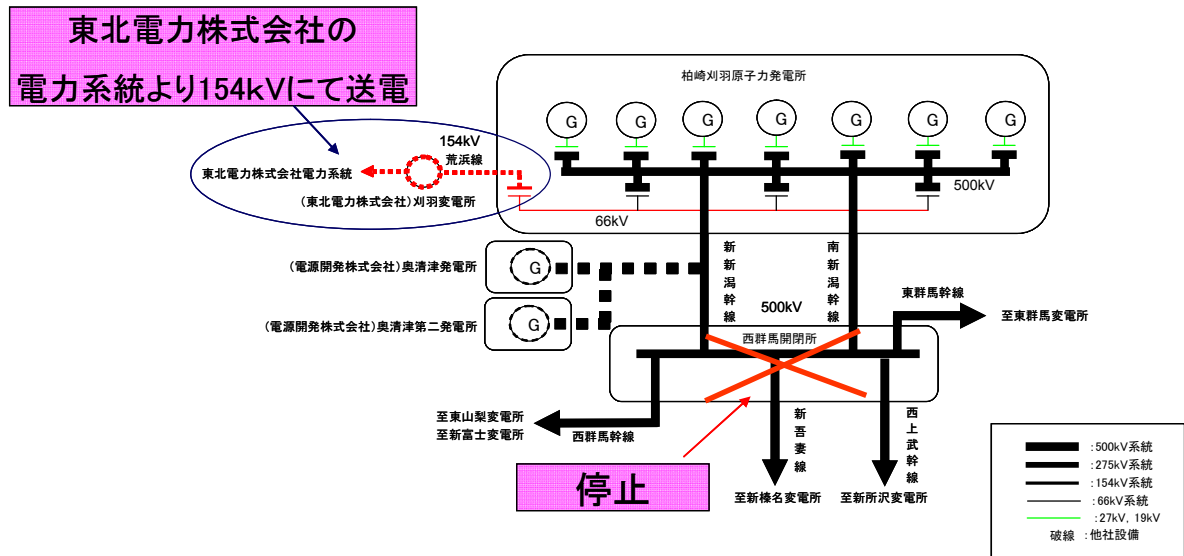 東北電力株式会社の
電力系統より154kVにて送電
柏崎刈羽原子力発電所
G
G
G
G
G
G
G
154kV
荒浜線
東北電力株式会社電力系統
(東北電力株式会社)刈羽変電所
500kV
66kV
新新潟幹線
南新潟幹線
(電源開発株式会社)奥清津発電所
G
(電源開発株式会社)奥清津第二発電所
G
500kV
東群馬幹線
至東群馬変電所
西群馬開閉所
至東山梨変電所
至新富士変電所
西群馬幹線
新吾妻線
西上武幹線
停止
至新榛名変電所
至新所沢変電所
:500kV系統
:275kV系統
:154kV系統
:66kV系統
:27kV, 19kV
破線 :他社設備